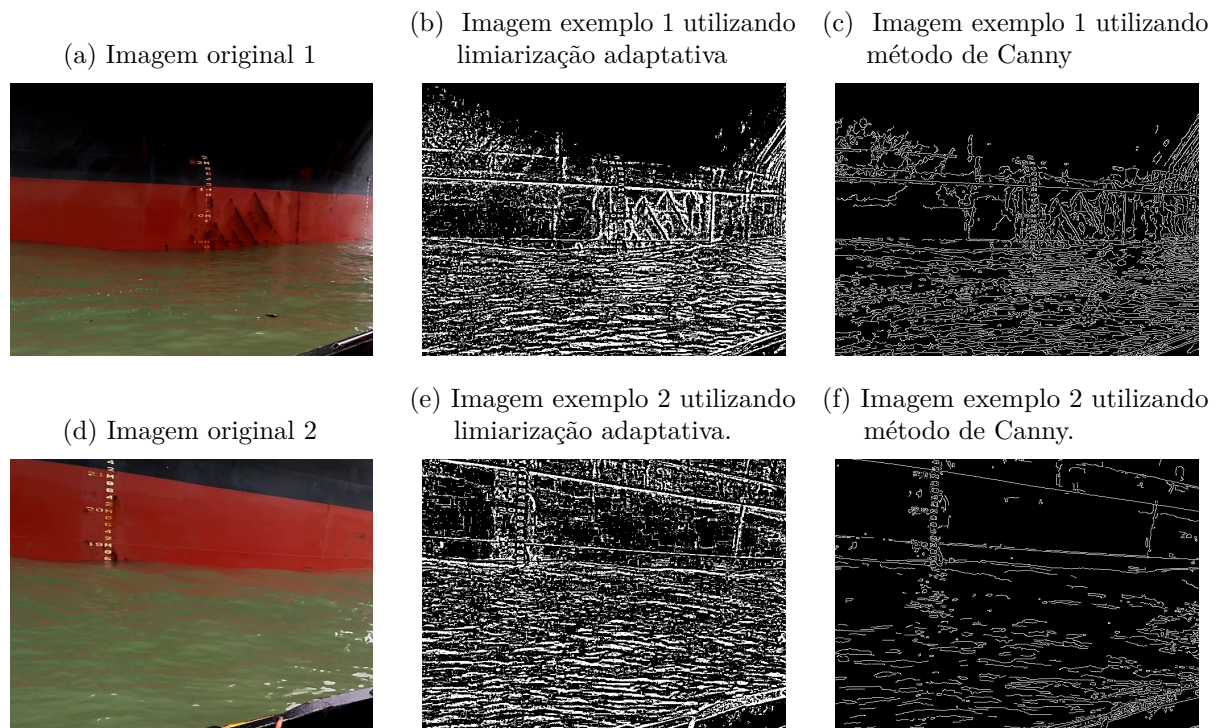 (a) Imagem original 1
(b) Imagem exemplo 1 utilizando
limiarização adaptativa
(c) Imagem exemplo 1 utilizando
método de Canny
(d) Imagem original 2
(e) Imagem exemplo 2 utilizando
limiarização adaptativa.
(f) Imagem exemplo 2 utilizando
método de Canny.